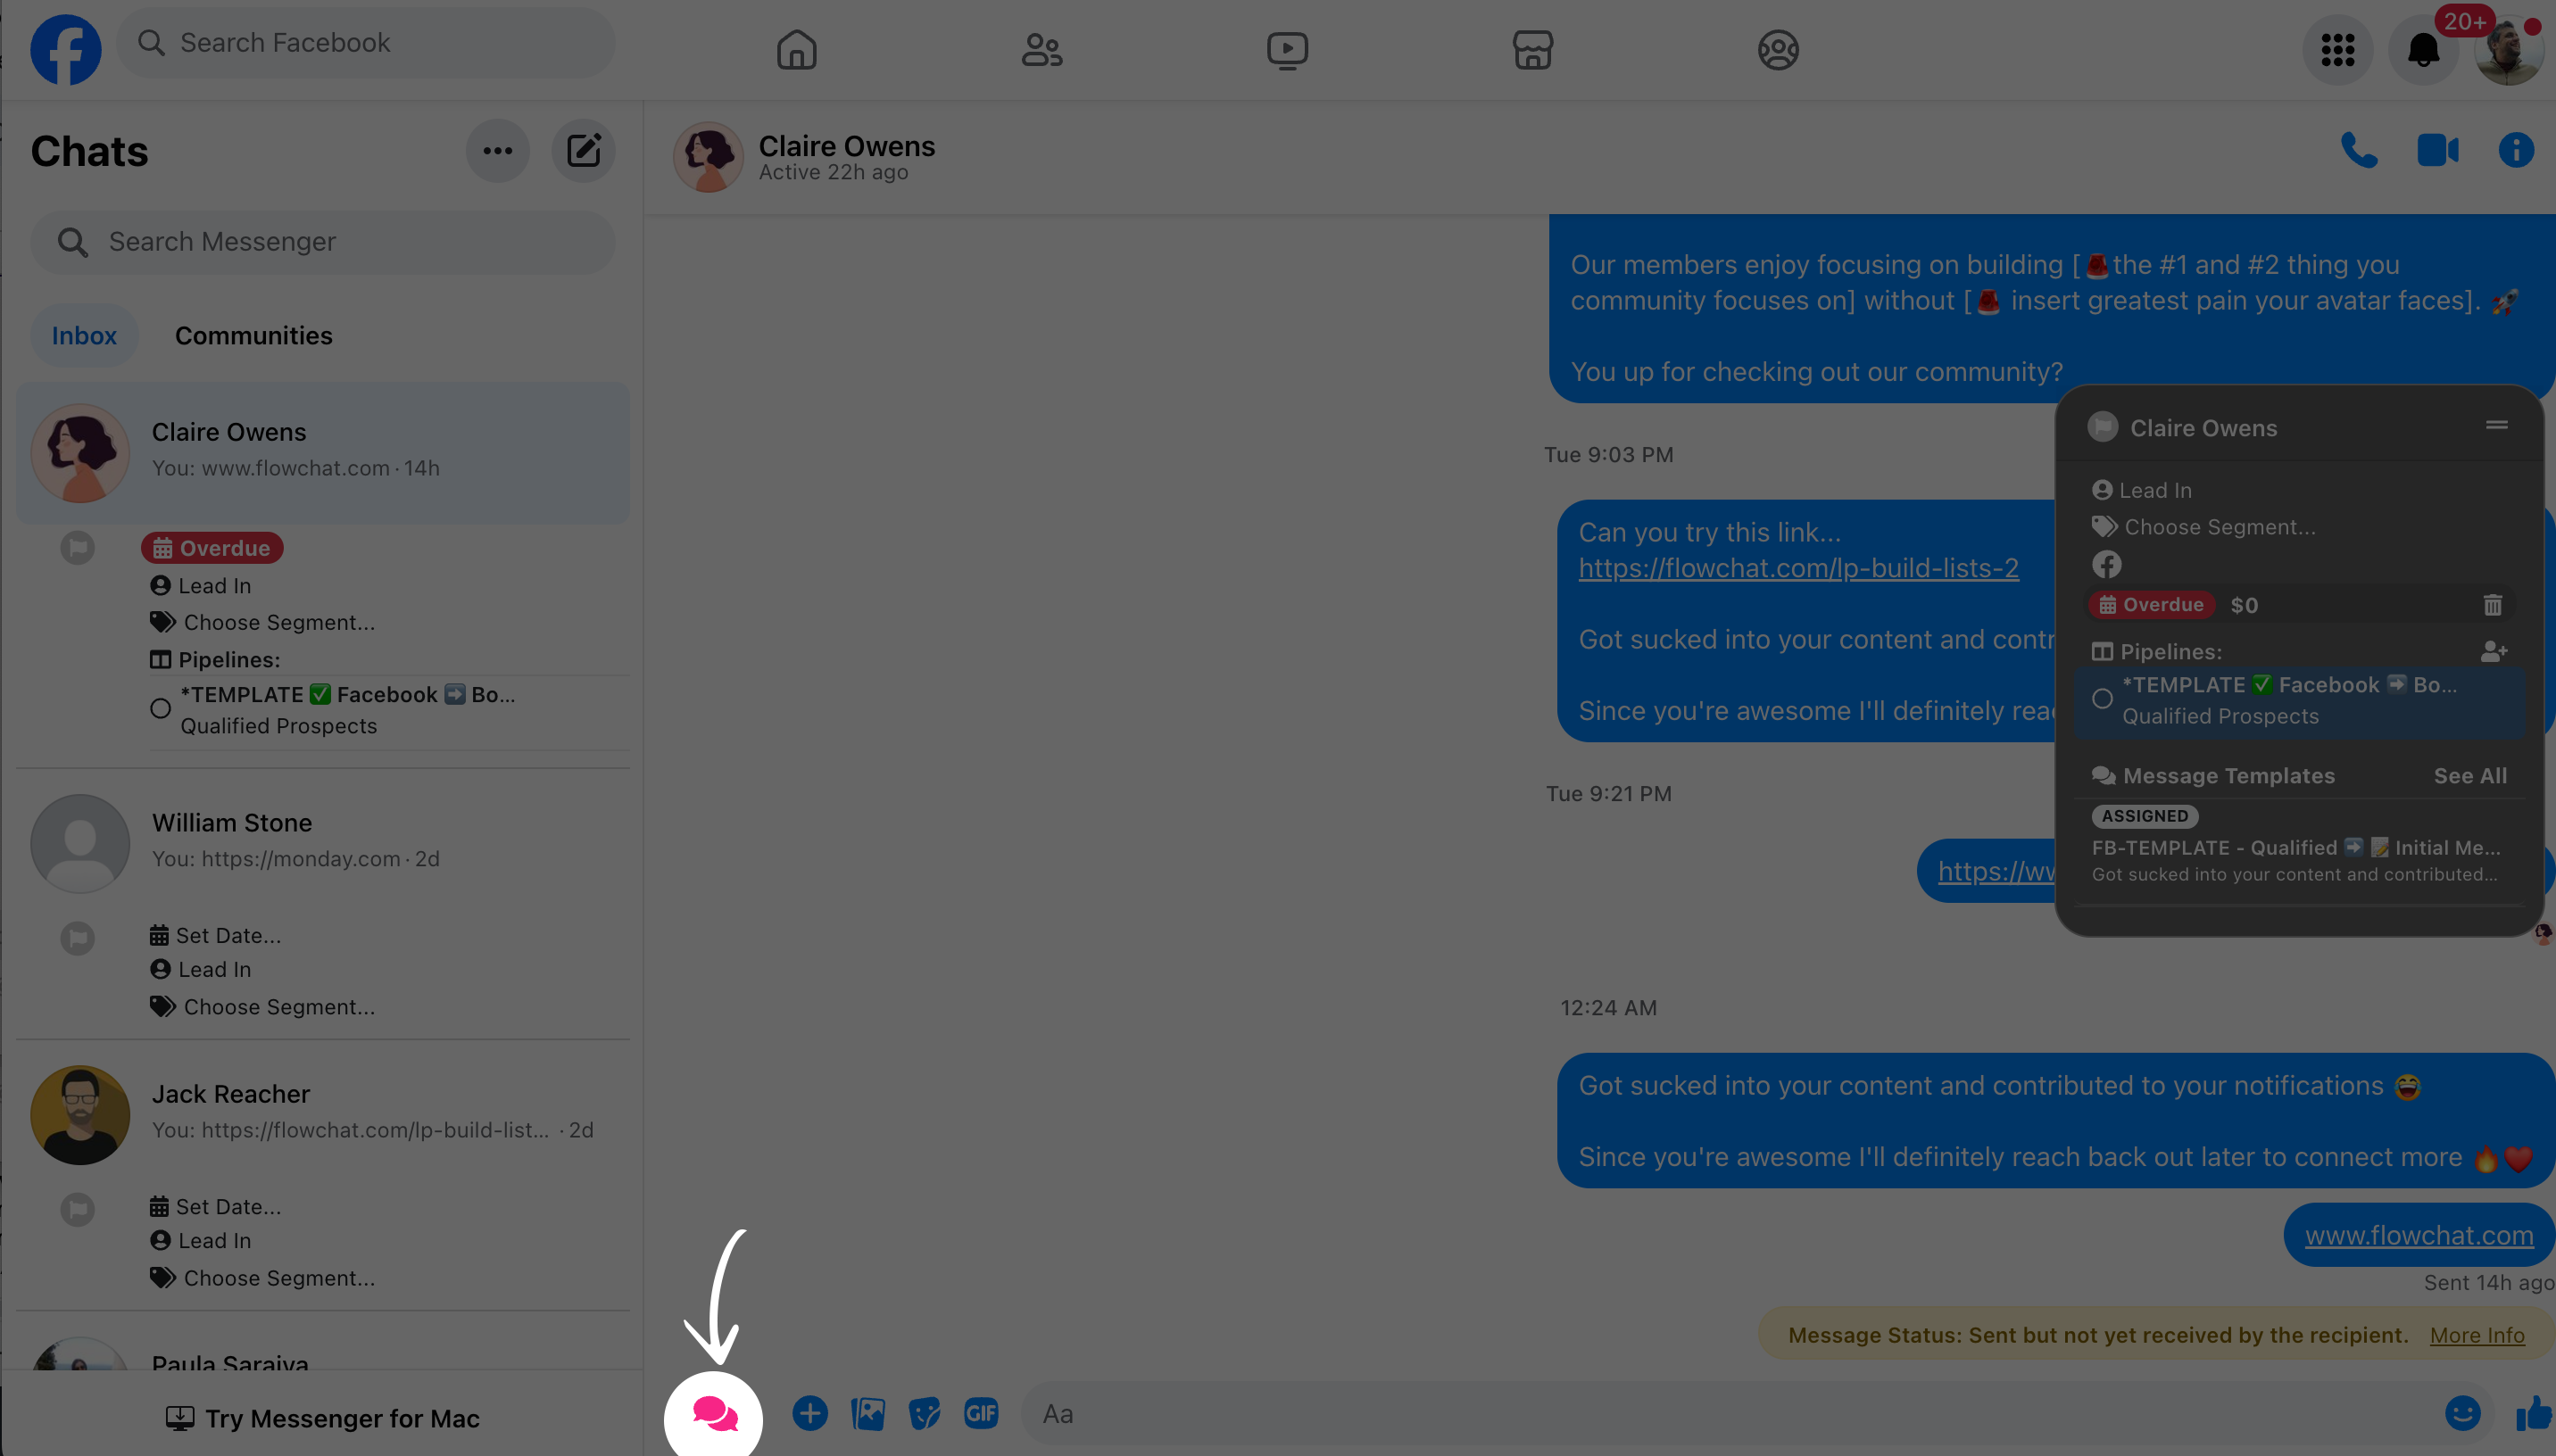 Search Facebook
20+
Chats
Search Messenger
Inbox
Communities
Claire Owens
You: www.flowchat.com · 14h
Overdue
Lead In
Choose Segment...
Pipelines:
*TEMPLATE ✅ Facebook ➡️ Bo...
Qualified Prospects
William Stone
You: https://monday.com · 2d
Set Date...
Lead In
Choose Segment...
Jack Reacher
You: https://flowchat.com/lp-build-list... · 2d
Set Date...
Lead In
Choose Segment...
Paula Saraiva
Try Messenger for Mac
Claire Owens
Active 22h ago
Our members enjoy focusing on building [🚨the #1 and #2 thing you
community focuses on] without [🚨 insert greatest pain your avatar faces]. 🚀
You up for checking out our community?
Tue 9:03 PM
Can you try this link...
https://flowchat.com/lp-build-lists-2
Got sucked into your content and
Since you're awesome I'll definitely
Tue 9:21 PM
12:24 AM
Got sucked into your content and contributed to your notifications 😂
Since you're awesome I'll definitely reach back out later to connect more 🔥❤️
www.flowchat.com
Sent 14h ago
Message Status: Sent but not yet received by the recipient. More Info
GIF
Aa
Claire Owens
Lead In
Choose Segment...
Overdue $0
Pipelines:
*TEMPLATE ✅ Facebook ➡️ Bo...
Qualified Prospects
Message Templates See All
ASSIGNED
FB-TEMPLATE - Qualified ➡️ 📝 Initial Me...
Got sucked into your content and contributed...